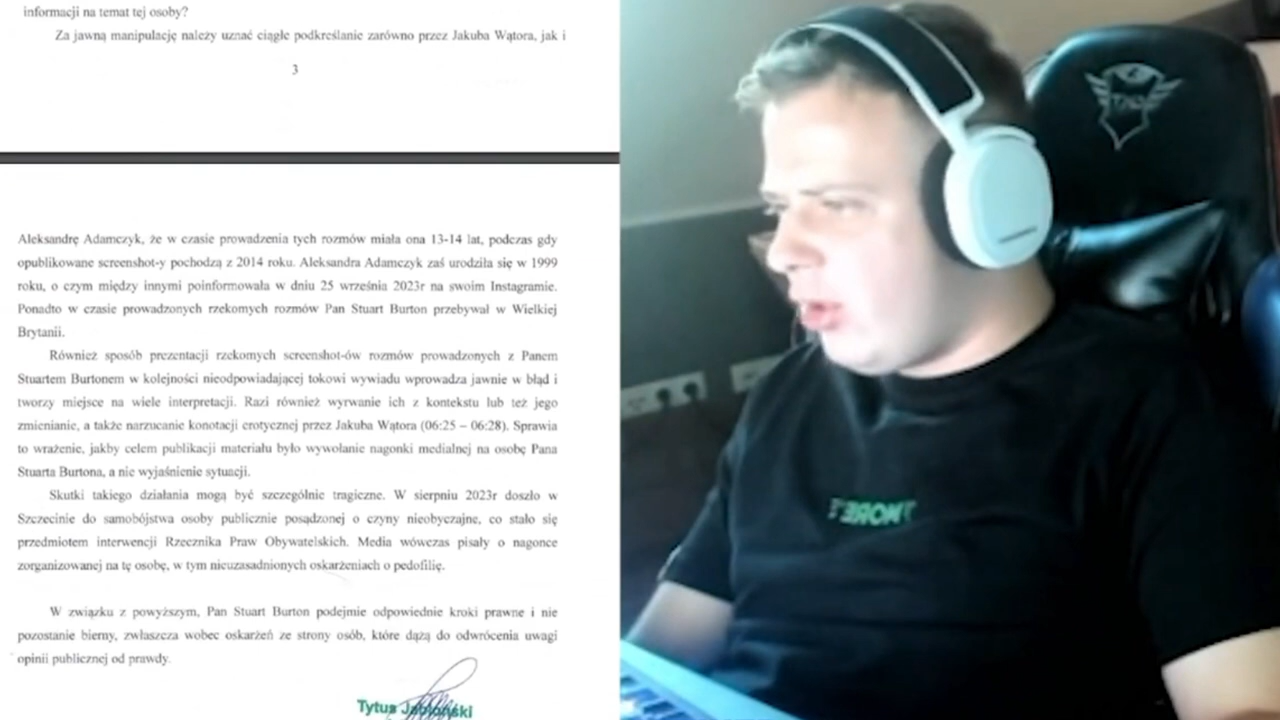 informacji na temat tej osoby?
Za jawną manipulację należy uznać ciągłe podkreślanie zarówno przez Jakuba Wątora, jak i
3
Aleksandrę Adamczyk, że w czasie prowadzenia tych rozmów miała ona 13-14 lat, podczas gdy
opublikowane screenshot-y pochodzą z 2014 roku. Aleksandra Adamczyk zaś urodziła się w 1999
roku, o czym między innymi poinformowała w dniu 25 września 2023r na swoim Instagramie.
Ponadto w czasie prowadzonych rzekomych rozmów Pan Stuart Burton przebywał w Wielkiej
Brytanii.
Również sposób prezentacji rzekomych screenshot-ów rozmów prowadzonych z Panem
Stuartem Burtonem w kolejności nieodpowiadającej tokowi wywiadu wprowadza jawnie w błąd i
tworzy miejsce na wiele interpretacji. Razi również wyrwanie ich z kontekstu lub też jego
zmienianie, a także narzucanie konotacji erotycznej przez Jakuba Wątora (06:25 – 06:28). Sprawia
to wrażenie, jakby celem publikacji materiału było wywołanie nagonki medialnej na osobę Pana
Stuarta Burtona, a nie wyjaśnienie sytuacji.
Skutki takiego działania mogą być szczególnie tragiczne. W sierpniu 2023r doszło w
Szczecinie do samobójstwa osoby publicznie posądzonej o czyny nieobyczajne, co stało się
przedmiotem interwencji Rzecznika Praw Obywatelskich. Media wówczas pisały o nagonce
zorganizowanej na tę osobę, w tym nieuzasadnionych oskarżeniach o pedofilię.
W związku z powyższym, Pan Stuart Burton podejmie odpowiednie kroki prawne i nie
pozostanie bierny, zwłaszcza wobec oskarżeń ze strony osób, które dążą do odwrócenia uwagi
opinii publicznej od prawdy.
Tytus Jabłoński